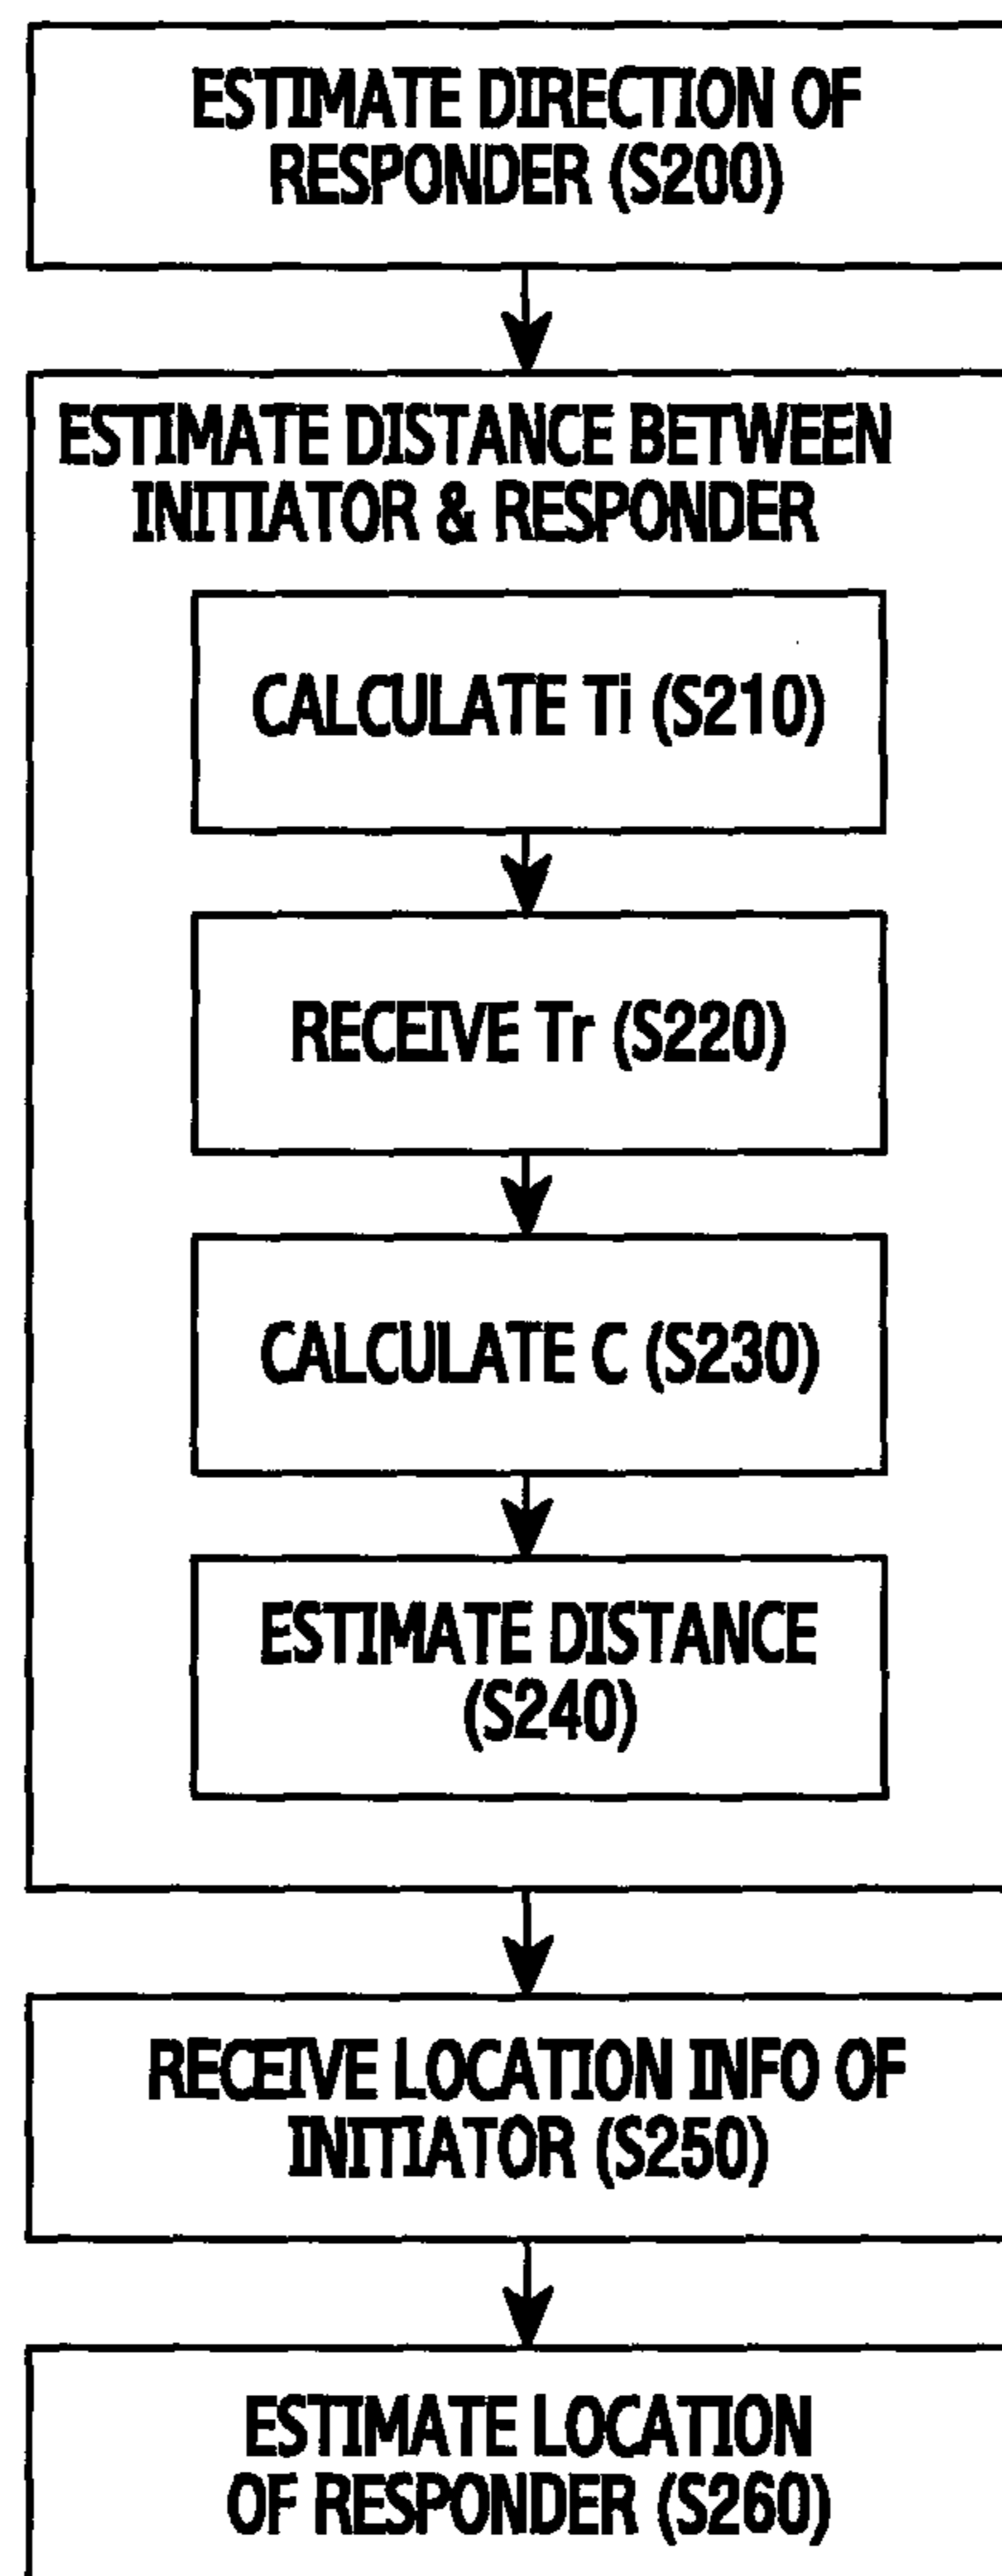 ESTIMATE DIRECTION OF
RESPONDER (S200)
ESTIMATE DISTANCE BETWEEN
INITIATOR & RESPONDER
CALCULATE Ti (S210)
RECEIVE Tr (S220)
CALCULATE C (S230)
ESTIMATE DISTANCE
(S240)
RECEIVE LOCATION INFO OF
INITIATOR (S250)
ESTIMATE LOCATION
OF RESPONDER (S260)